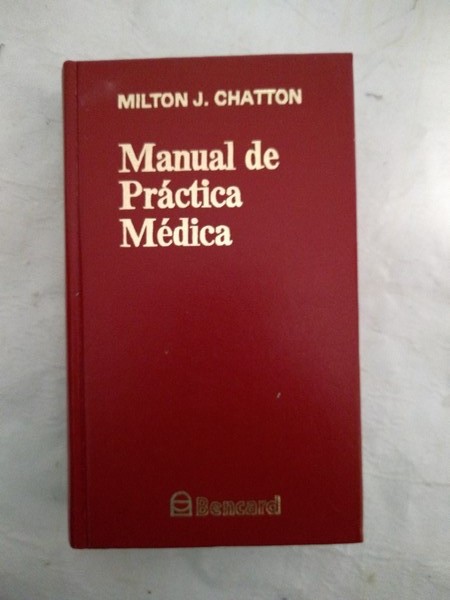 MILTON J. CHATTON
Manual de
Práctica
Médica
Bencard